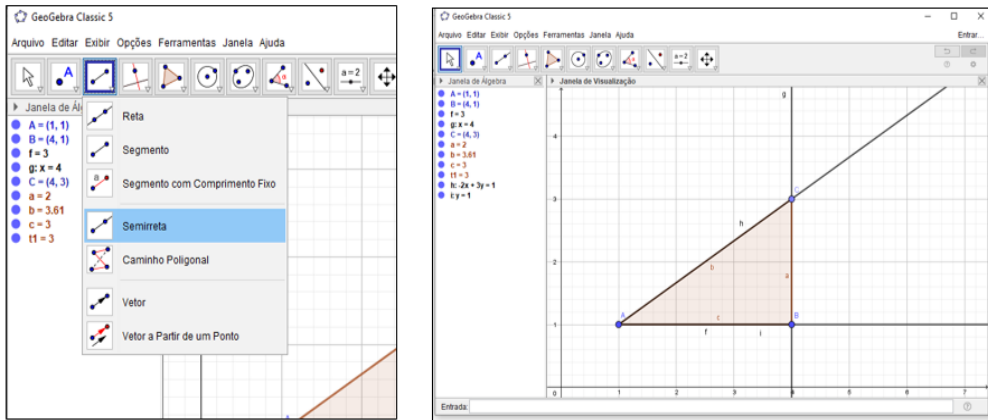 GeoGebra Classic 5
Arquivo Editar Exibir Opções Ferramentas Janela Ajuda
A
α
a=2
Janela de Ál
A = (1, 1)
B = (4, 1)
f = 3
g: x = 4
C = (4, 3)
a = 2
b = 3.61
c = 3
t1 = 3
Reta
Segmento
a
Segmento com Comprimento Fixo
Semirreta
Caminho Poligonal
Vetor
Vetor a Partir de um Ponto
A
GeoGebra Classic 5
Arquivo Editar Exibir Opções Ferramentas Janela Ajuda
Entrar...
A
a=2
Janela de Álgebra
Janela de Visualização
A = (1, 1)
B = (4, 1)
f = 3
g: x = 4
C = (4, 3)
a = 2
b = 3.61
c = 3
t1 = 3
h: -2x + 3y = 1
i: y = 1
g
4
C
3
h
2
b
a
A
c
B
1
f
i
0
1
2
3
4
5
6
7
Entrada: